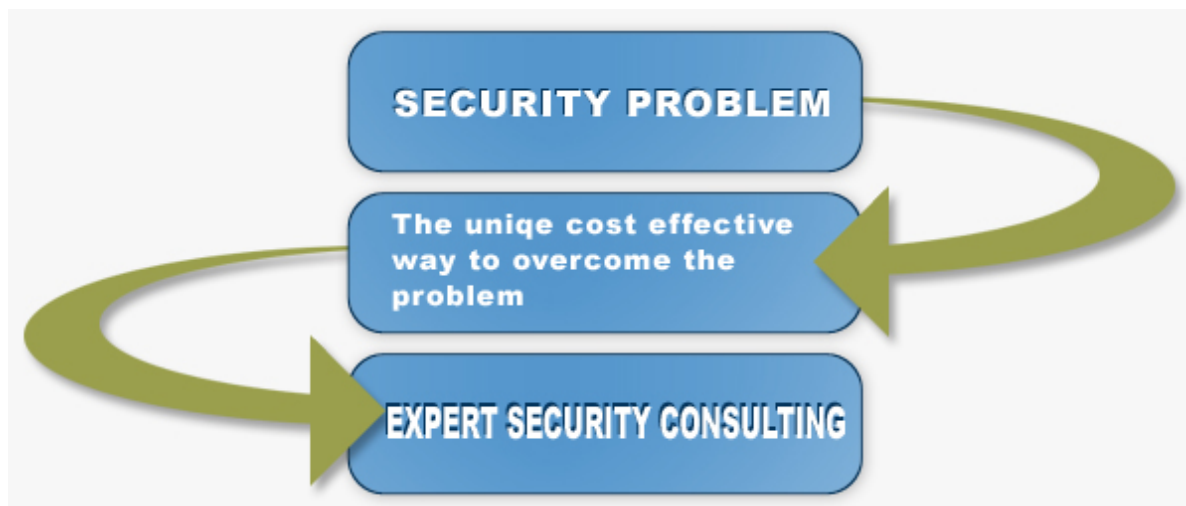 SECURITY PROBLEM
The uniqe cost effective
way to overcome the
problem
EXPERT SECURITY CONSULTING